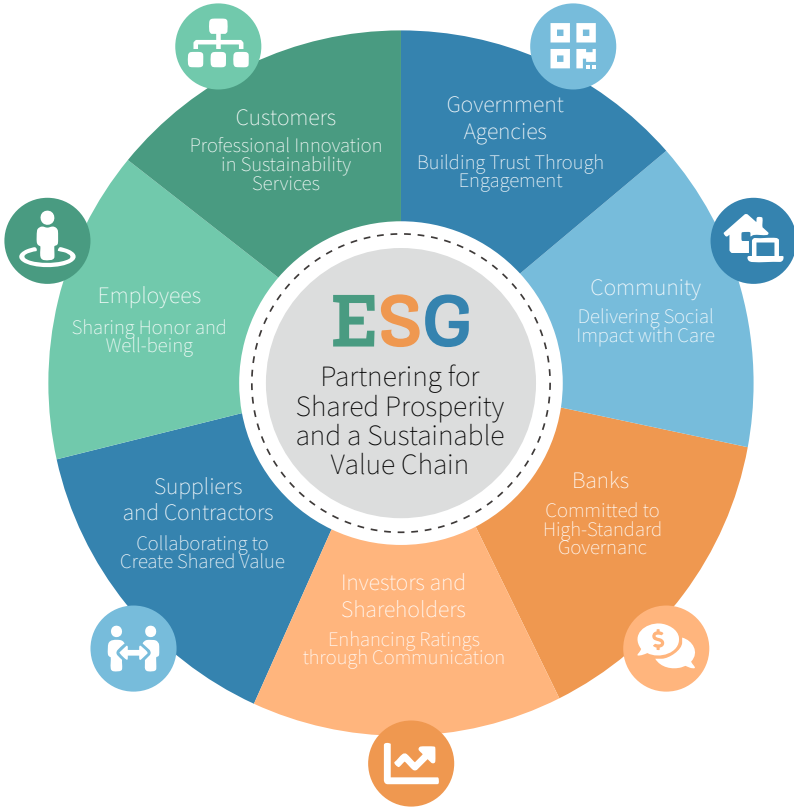 Customers
Professional Innovation
in Sustainability
Services
Government
Agencies
Building Trust Through
Engagement
Employees
Sharing Honor and
Well-being
ESG
Partnering for
Shared Prosperity
and a Sustainable
Value Chain
Community
Delivering Social
Impact with Care
Suppliers
and Contractors
Collaborating to
Create Shared Value
Banks
Committed to
High-Standard
Governanc
Investors and
Shareholders
Enhancing Ratings
through Communication
$